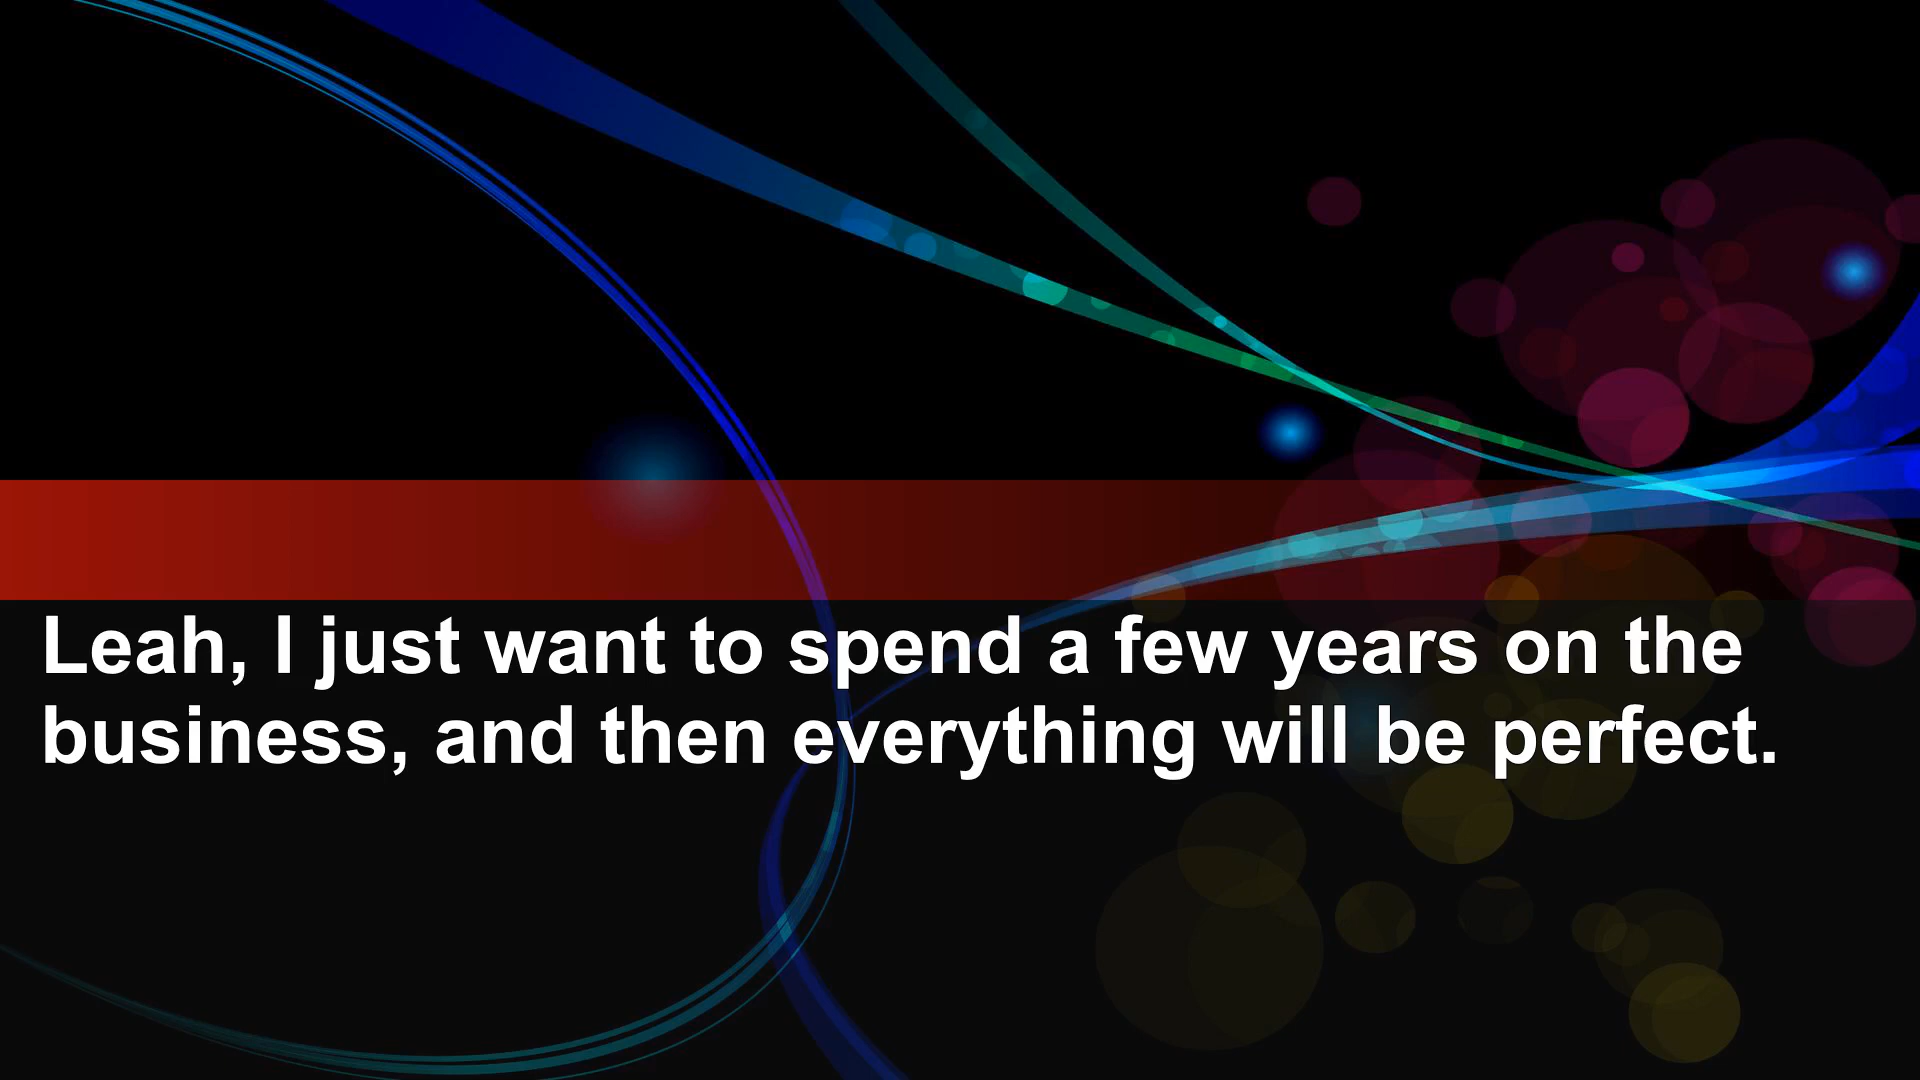 Leah, I just want to spend a few years on the
business, and then everything will be perfect.